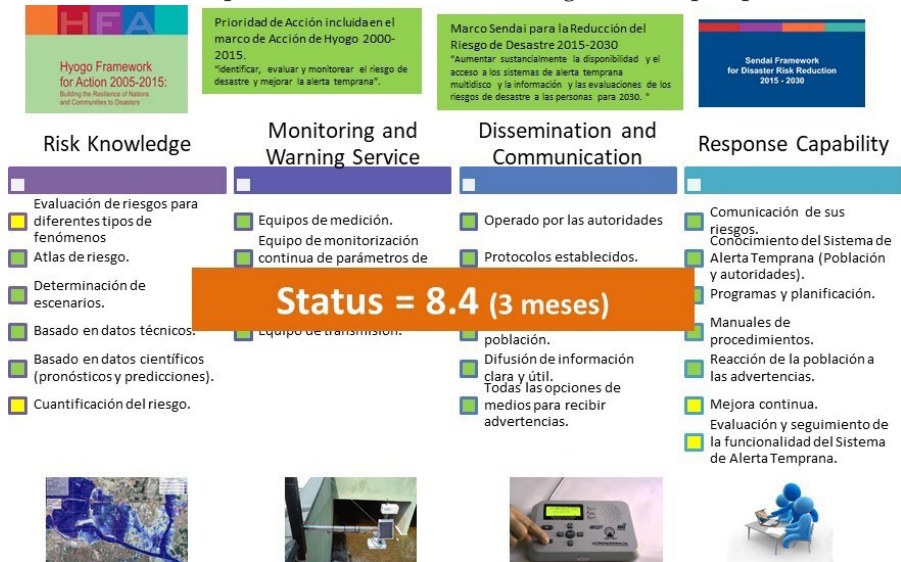 HFA
Hyogo Framework
for Action 2005-2015:
Building the Resilience of Nations
and Communities to Disasters
Prioridad de Acción incluida en el
marco de Acción de Hyogo 2000-
2015.
"identificar, evaluar y monitorear el riesgo de
desastre y mejorar la alerta temprana".
Marco Sendai para la Reducción del
Riesgo de Desastre 2015-2030
"Aumentar sustancialmente la disponibilidad y el
acceso a los sistemas de alerta temprana
multidisco y la información y las evaluaciones de los
riesgos de desastre a las personas para 2030. "
Sendai Framework
for Disaster Risk Reduction
2015 - 2030
Risk Knowledge
Evaluación de riesgos para
diferentes tipos de
fenómenos
Atlas de riesgo.
Determinación de
escenarios.
Basado en datos técnicos.
Basado en datos científicos
(pronósticos y predicciones).
Cuantificación del riesgo.
Monitoring and
Warning Service
Equipos de medición.
Equipo de monitorización
continua de parámetros de
Equipo de transmisión.
Dissemination and
Communication
Operado por las autoridades
Protocolos establecidos.
población.
Difusión de información
clara y útil.
Todas las opciones de
medios para recibir
advertencias.
Response Capability
Comunicación de sus
riesgos.
Conocimiento del Sistema de
Alerta Temprana (Población
y autoridades).
Programas y planificación.
Manuales de
procedimientos.
Reacción de la población a
las advertencias.
Mejora continua.
Evaluación y seguimiento de
la funcionalidad del Sistema
de Alerta Temprana.
Status = 8.4 (3 meses)